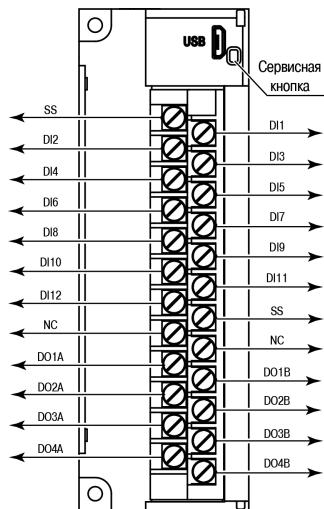 USB
Сервисная
кнопка
SS
DI1
DI2
DI3
DI4
DI5
DI6
DI7
DI8
DI9
DI10
DI11
DI12
SS
NC
NC
DO1A
DO1B
DO2A
DO2B
DO3A
DO3B
DO4A
DO4B